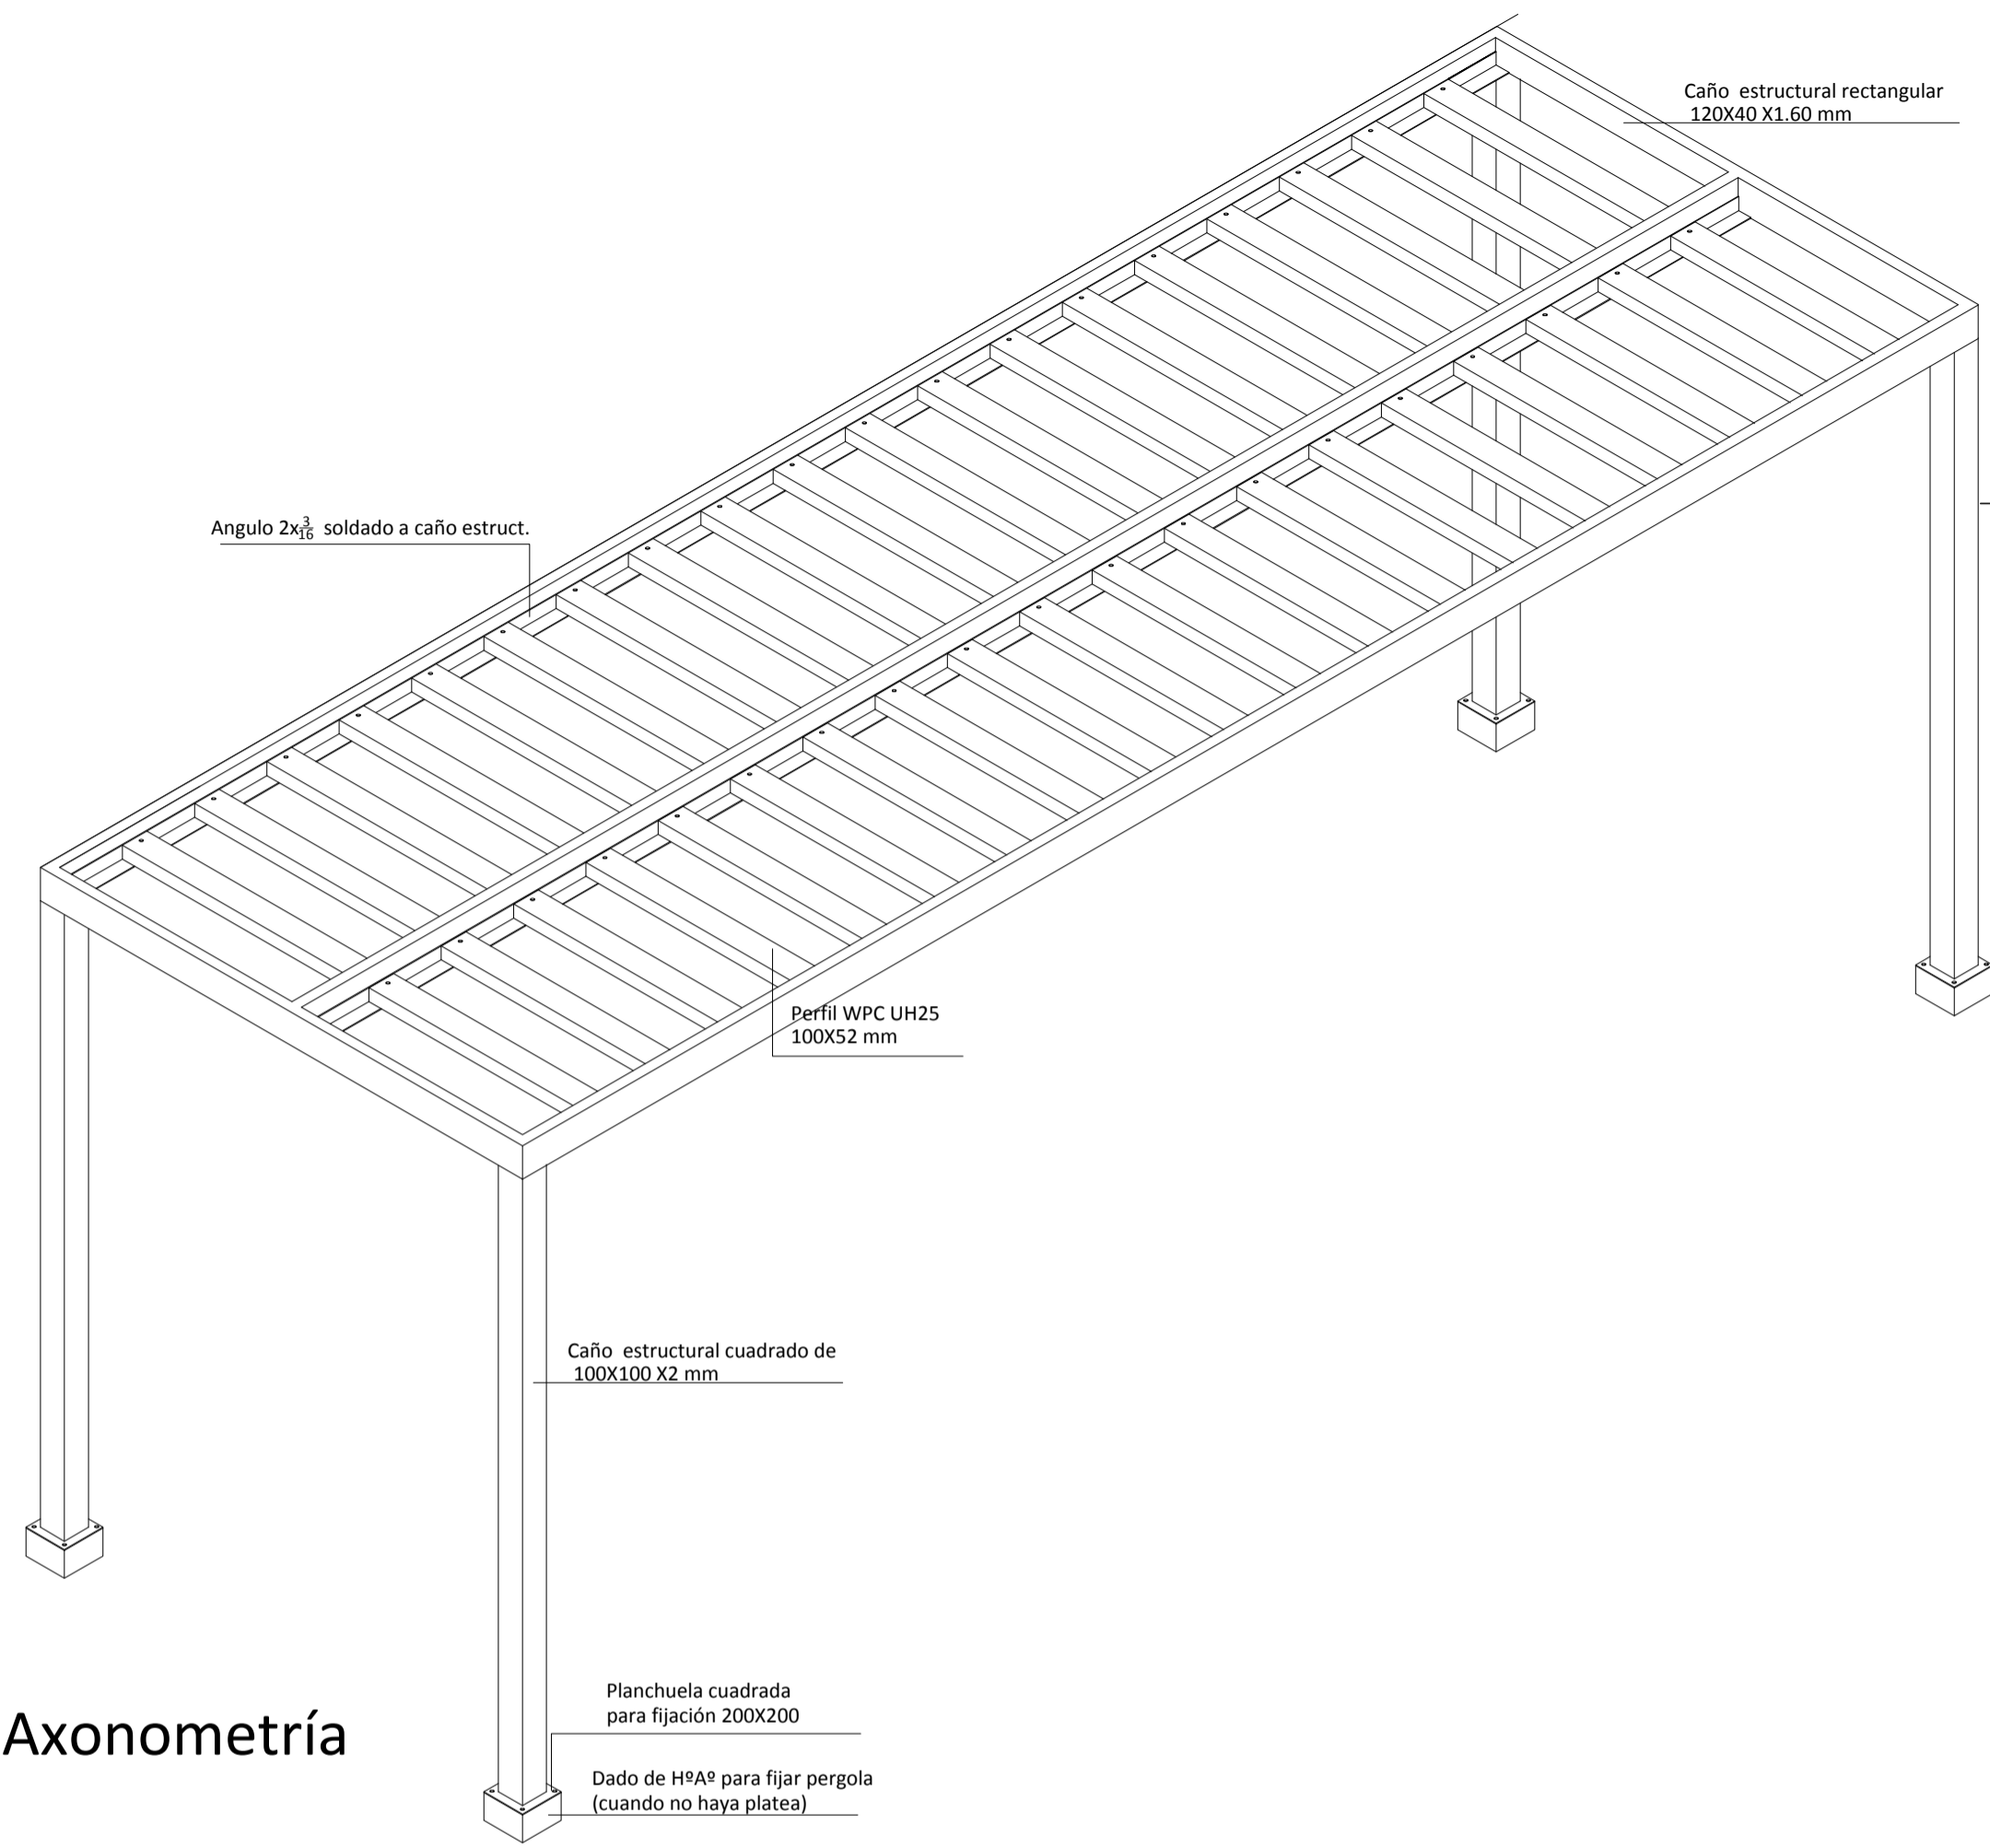 Caño estructural rectangular
120X40 X1.60 mm
Angulo 2x3/16 soldado a caño estruct.
Perfil WPC UH25
100X52 mm
Caño estructural cuadrado de
100X100 X2 mm
Planchuela cuadrada
para fijación 200X200
Axonometría
Dado de HºAº para fijar pergola
(cuando no haya platea)